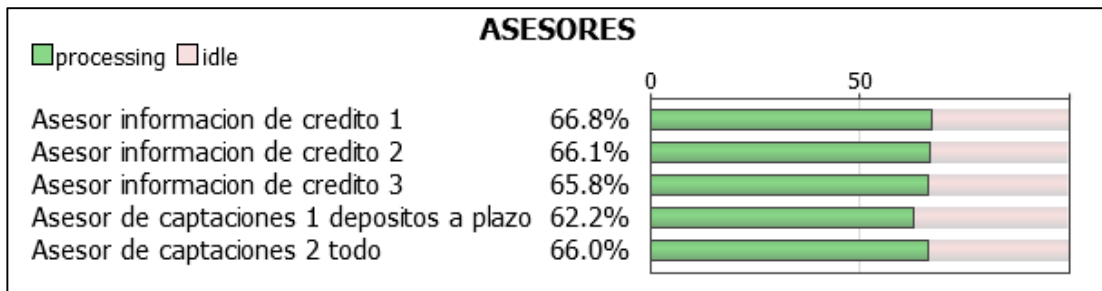 ASESORES
processing idle
0 50
Asesor informacion de credito 1 66.8%
Asesor informacion de credito 2 66.1%
Asesor informacion de credito 3 65.8%
Asesor de captaciones 1 depositos a plazo 62.2%
Asesor de captaciones 2 todo 66.0%